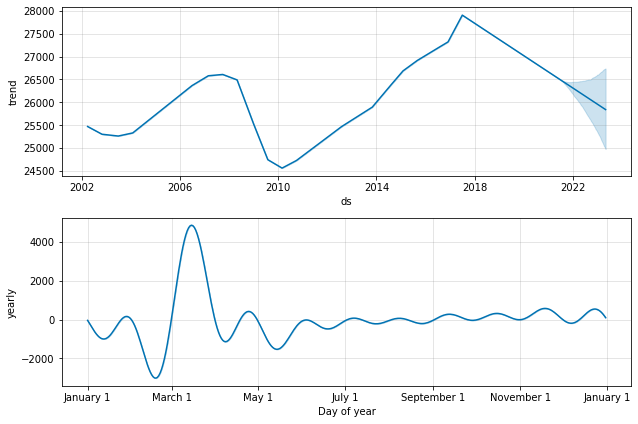 28000
27500
27000
26500
26000
25500
25000
24500
trend
2002 2006 2010 2014 2018 2022
ds
4000
2000
0
−2000
yearly
January 1 March 1 May 1 July 1 September 1 November 1 January 1
Day of year